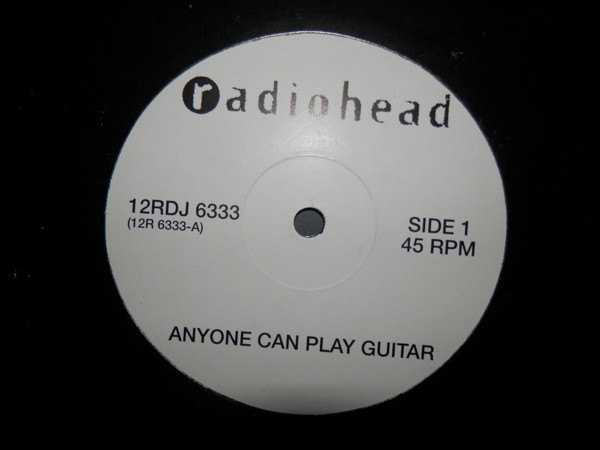 radiohead
12RDJ 6333
(12R 6333-A)
SIDE 1
45 RPM
ANYONE CAN PLAY GUITAR